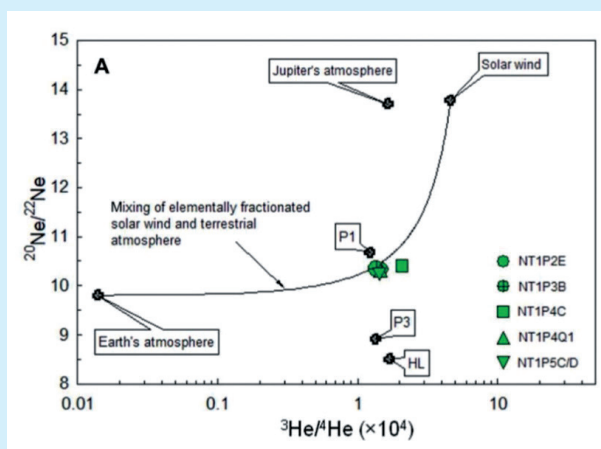 A
15
14
13
12
11
10
9
8
²⁰Ne/²²Ne
Jupiter's atmosphere
Solar wind
Mixing of elementally fractionated
solar wind and terrestrial
atmosphere
P1
NT1P2E
NT1P3B
NT1P4C
NT1P4Q1
NT1P5C/D
Earth's atmosphere
P3
HL
0.01
0.1
1
10
³He/⁴He (×10⁴)